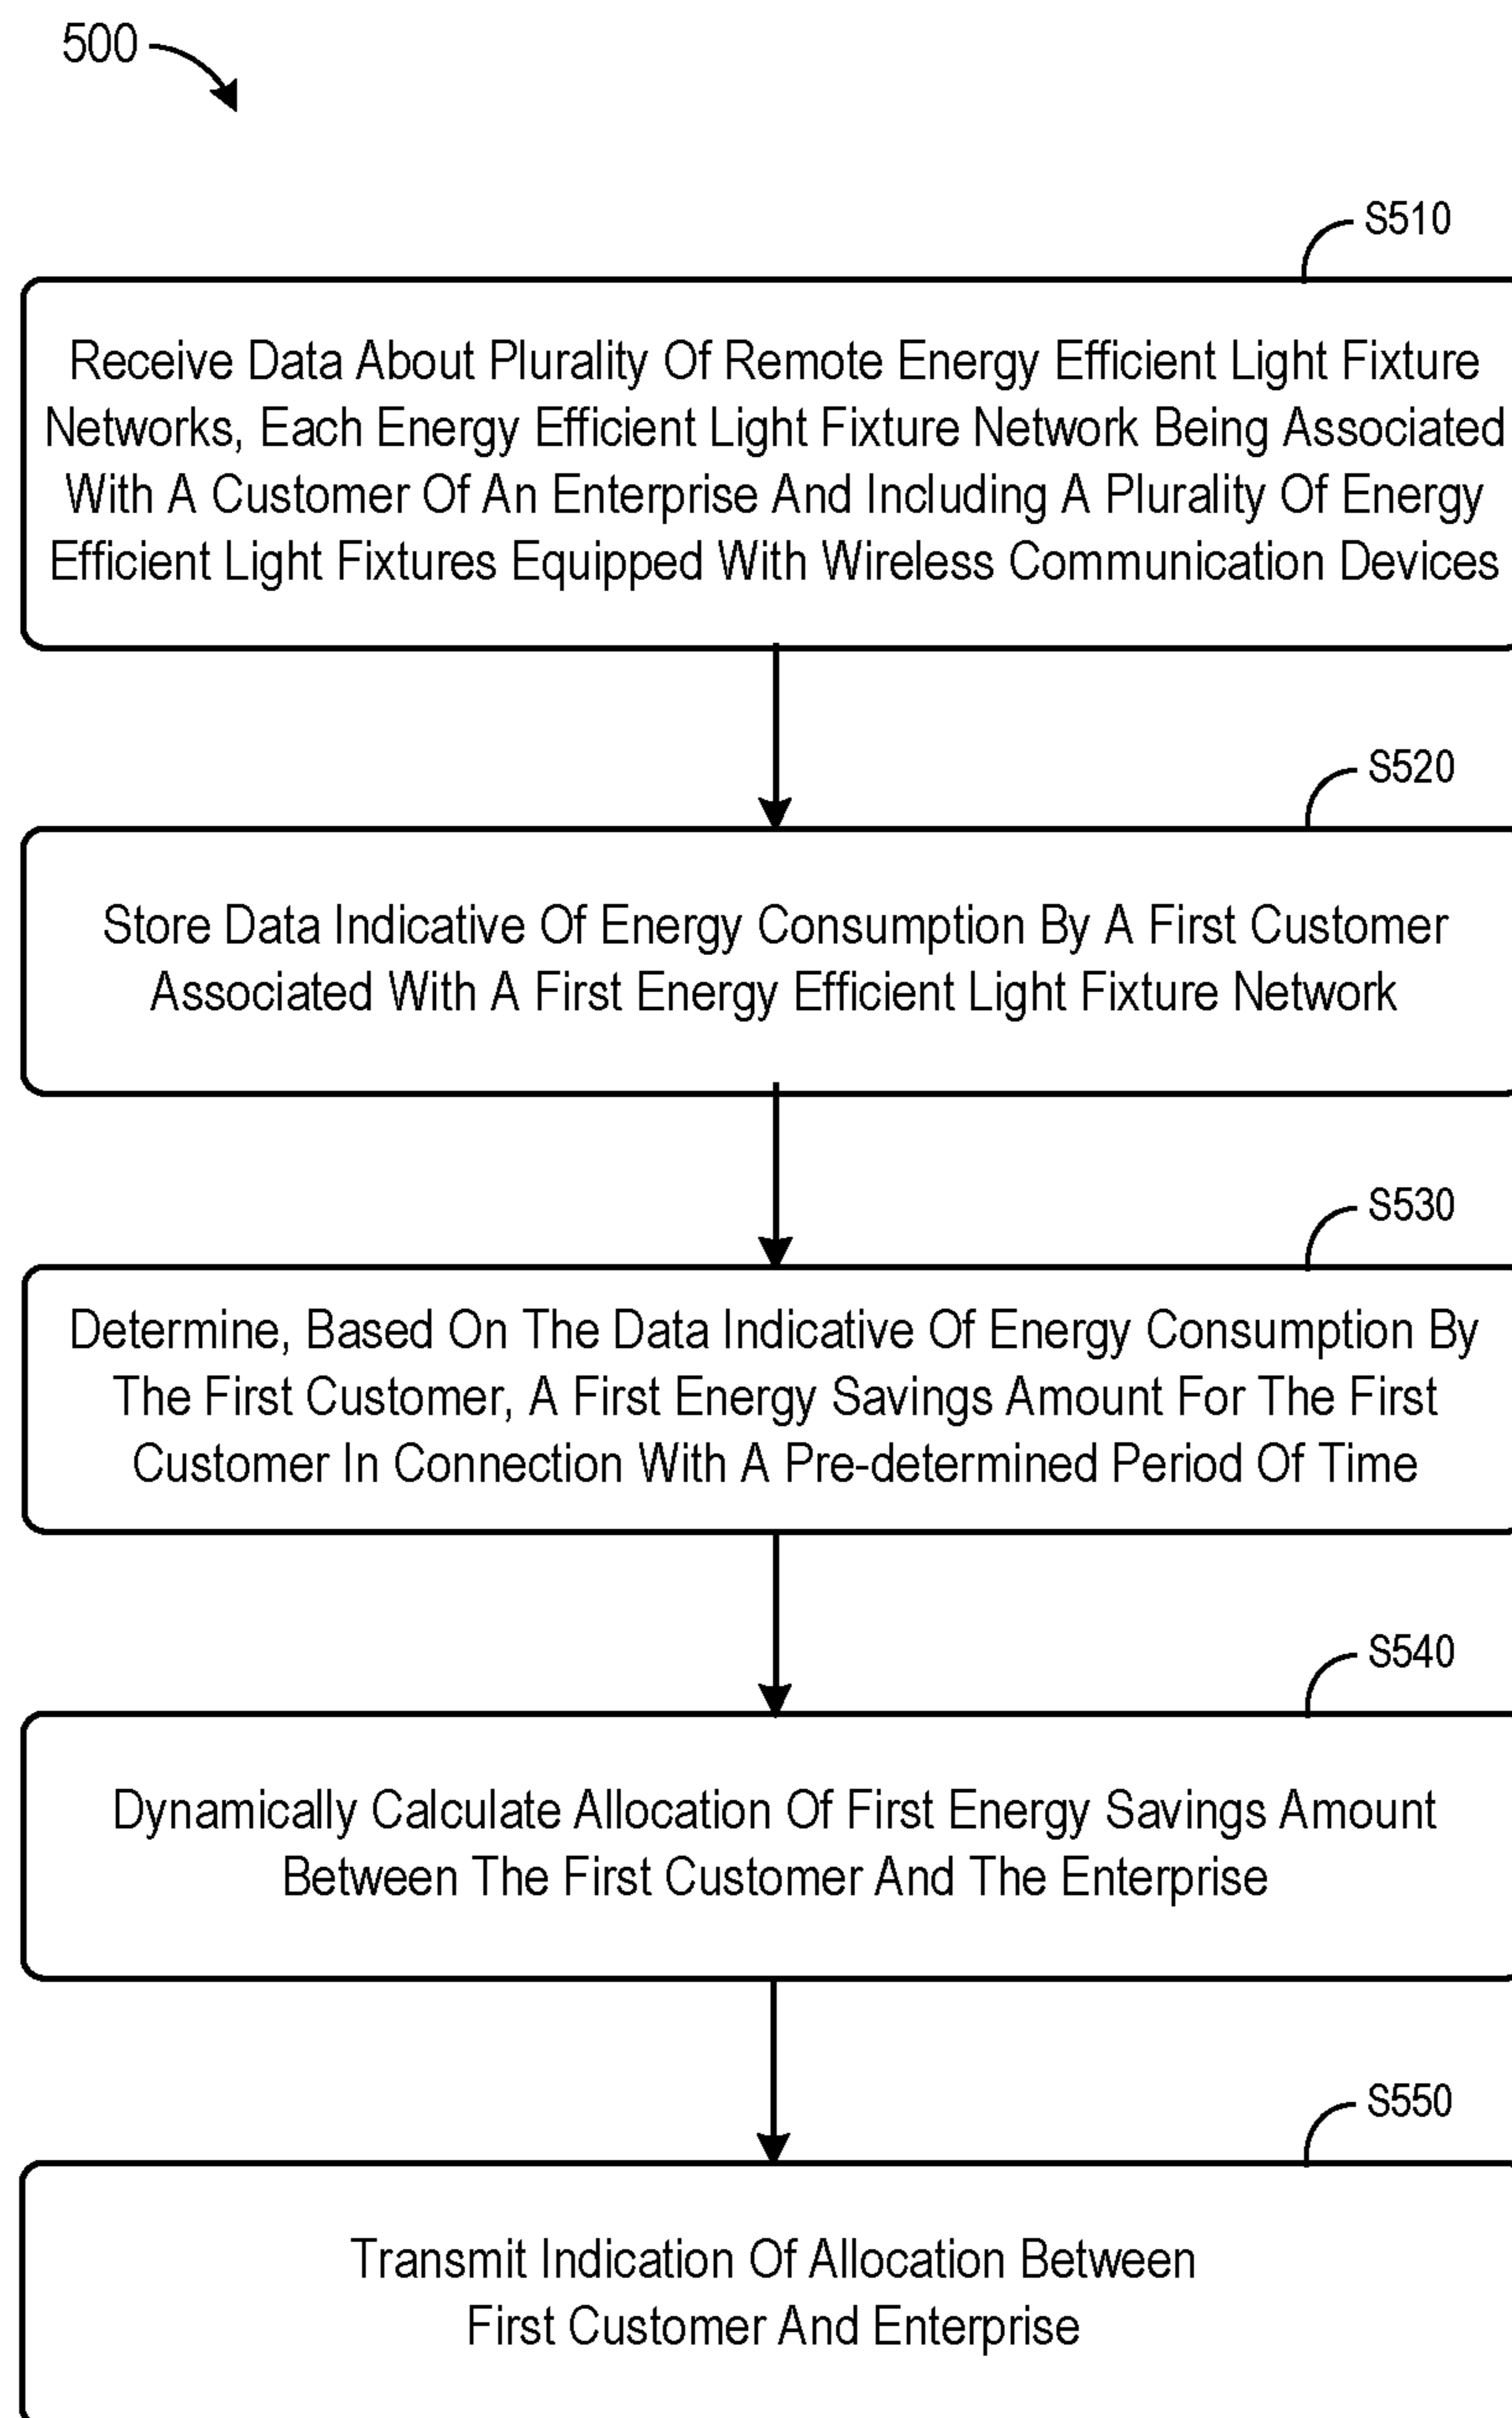 500
S510
Receive Data About Plurality Of Remote Energy Efficient Light Fixture
Networks, Each Energy Efficient Light Fixture Network Being Associated
With A Customer Of An Enterprise And Including A Plurality Of Energy
Efficient Light Fixtures Equipped With Wireless Communication Devices
S520
Store Data Indicative Of Energy Consumption By A First Customer
Associated With A First Energy Efficient Light Fixture Network
S530
Determine, Based On The Data Indicative Of Energy Consumption By
The First Customer, A First Energy Savings Amount For The First
Customer In Connection With A Pre-determined Period Of Time
S540
Dynamically Calculate Allocation Of First Energy Savings Amount
Between The First Customer And The Enterprise
S550
Transmit Indication Of Allocation Between
First Customer And Enterprise